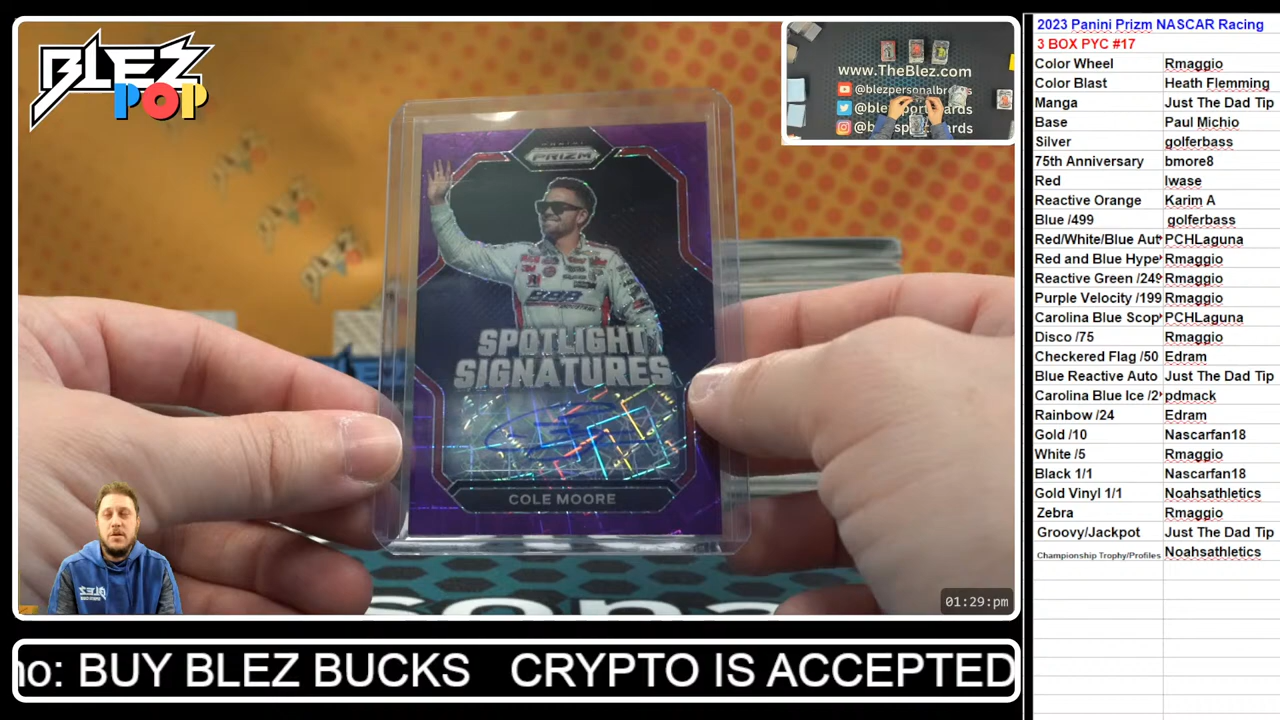 BLEZ
POP
PANINI
PRIZM
SPOTLIGHT
SIGNATURES
COLE MOORE
www.TheBlez.com
01:29:pm
BUY BLEZ BUCKS CRYPTO IS ACCEPTED
2023 Panini Prizm NASCAR Racing
3 BOX PYC #17
Color Wheel Rmaggio
Color Blast Heath Flemming
Manga Just The Dad Tip
Base Paul Michio
Silver golferbass
75th Anniversary bmore8
Red Iwase
Reactive Orange Karim A
Blue /499 golferbass
Red/White/Blue Aut PCHLaguna
Red and Blue Hype Rmaggio
Reactive Green /249 Rmaggio
Purple Velocity /199 Rmaggio
Carolina Blue Scop PCHLaguna
Disco /75 Rmaggio
Checkered Flag /50 Edram
Blue Reactive Auto Just The Dad Tip
Carolina Blue Ice /2 pdmack
Rainbow /24 Edram
Gold /10 Nascarfan18
White /5 Rmaggio
Black 1/1 Nascarfan18
Gold Vinyl 1/1 Noahsathletics
Zebra Rmaggio
Groovy/Jackpot Just The Dad Tip
Championship Trophy/Profiles Noahsathletics